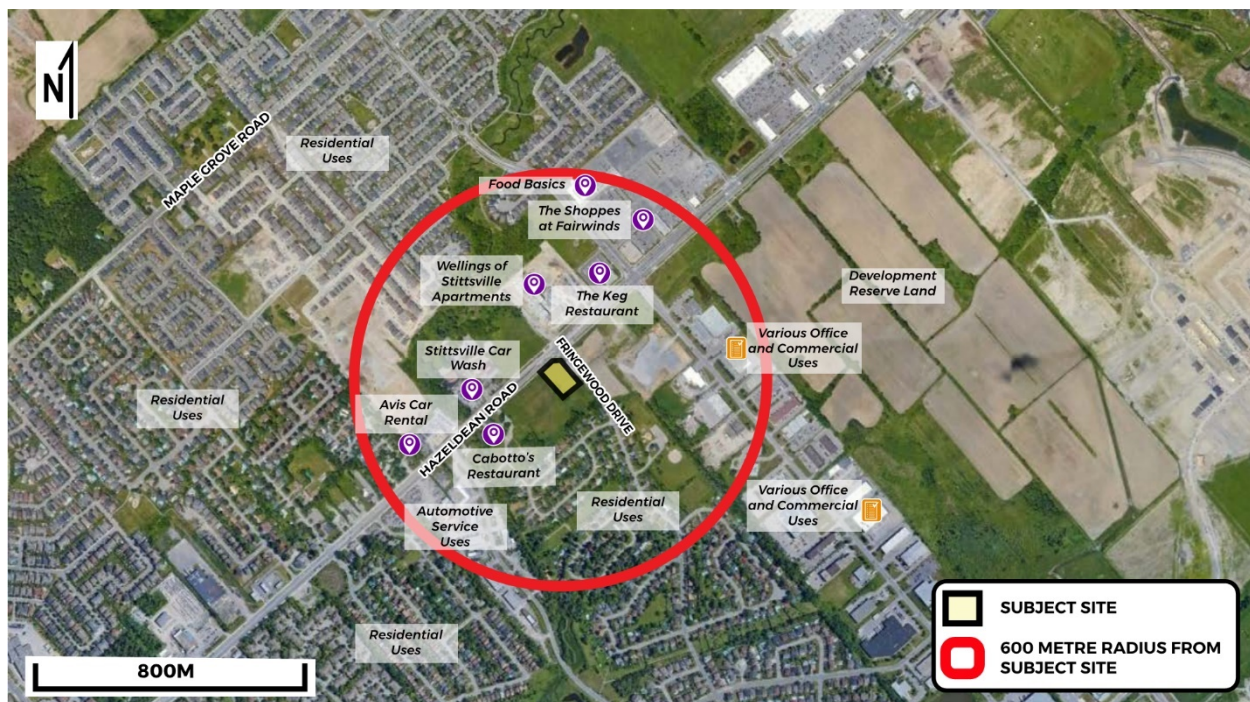 N
MAPLE GROVE ROAD
Residential
Uses
Food Basics
The Shoppes
at Fairwinds
Wellings of
Stittsville
Apartments
The Keg
Restaurant
Development
Reserve Land
Various Office
and Commercial
Uses
FRINGEWOOD DRIVE
Stittsville Car
Wash
HAZELDEAN ROAD
Residential
Uses
Avis Car
Rental
Cabotto's
Restaurant
Automotive
Service
Uses
Residential
Uses
Various Office
and Commercial
Uses
Residential
Uses
800M
SUBJECT SITE
600 METRE RADIUS FROM
SUBJECT SITE